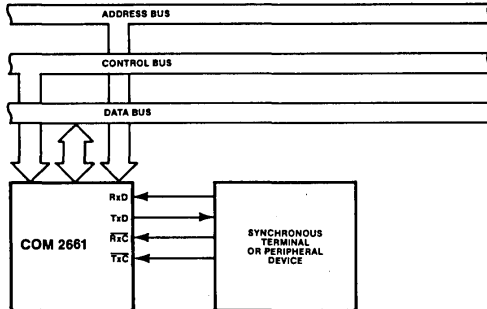 ADDRESS BUS
CONTROL BUS
DATA BUS
RxD
TxD
COM 2661
R̅x̅C̅
T̅x̅C̅
SYNCHRONOUS
TERMINAL
OR PERIPHERAL
DEVICE